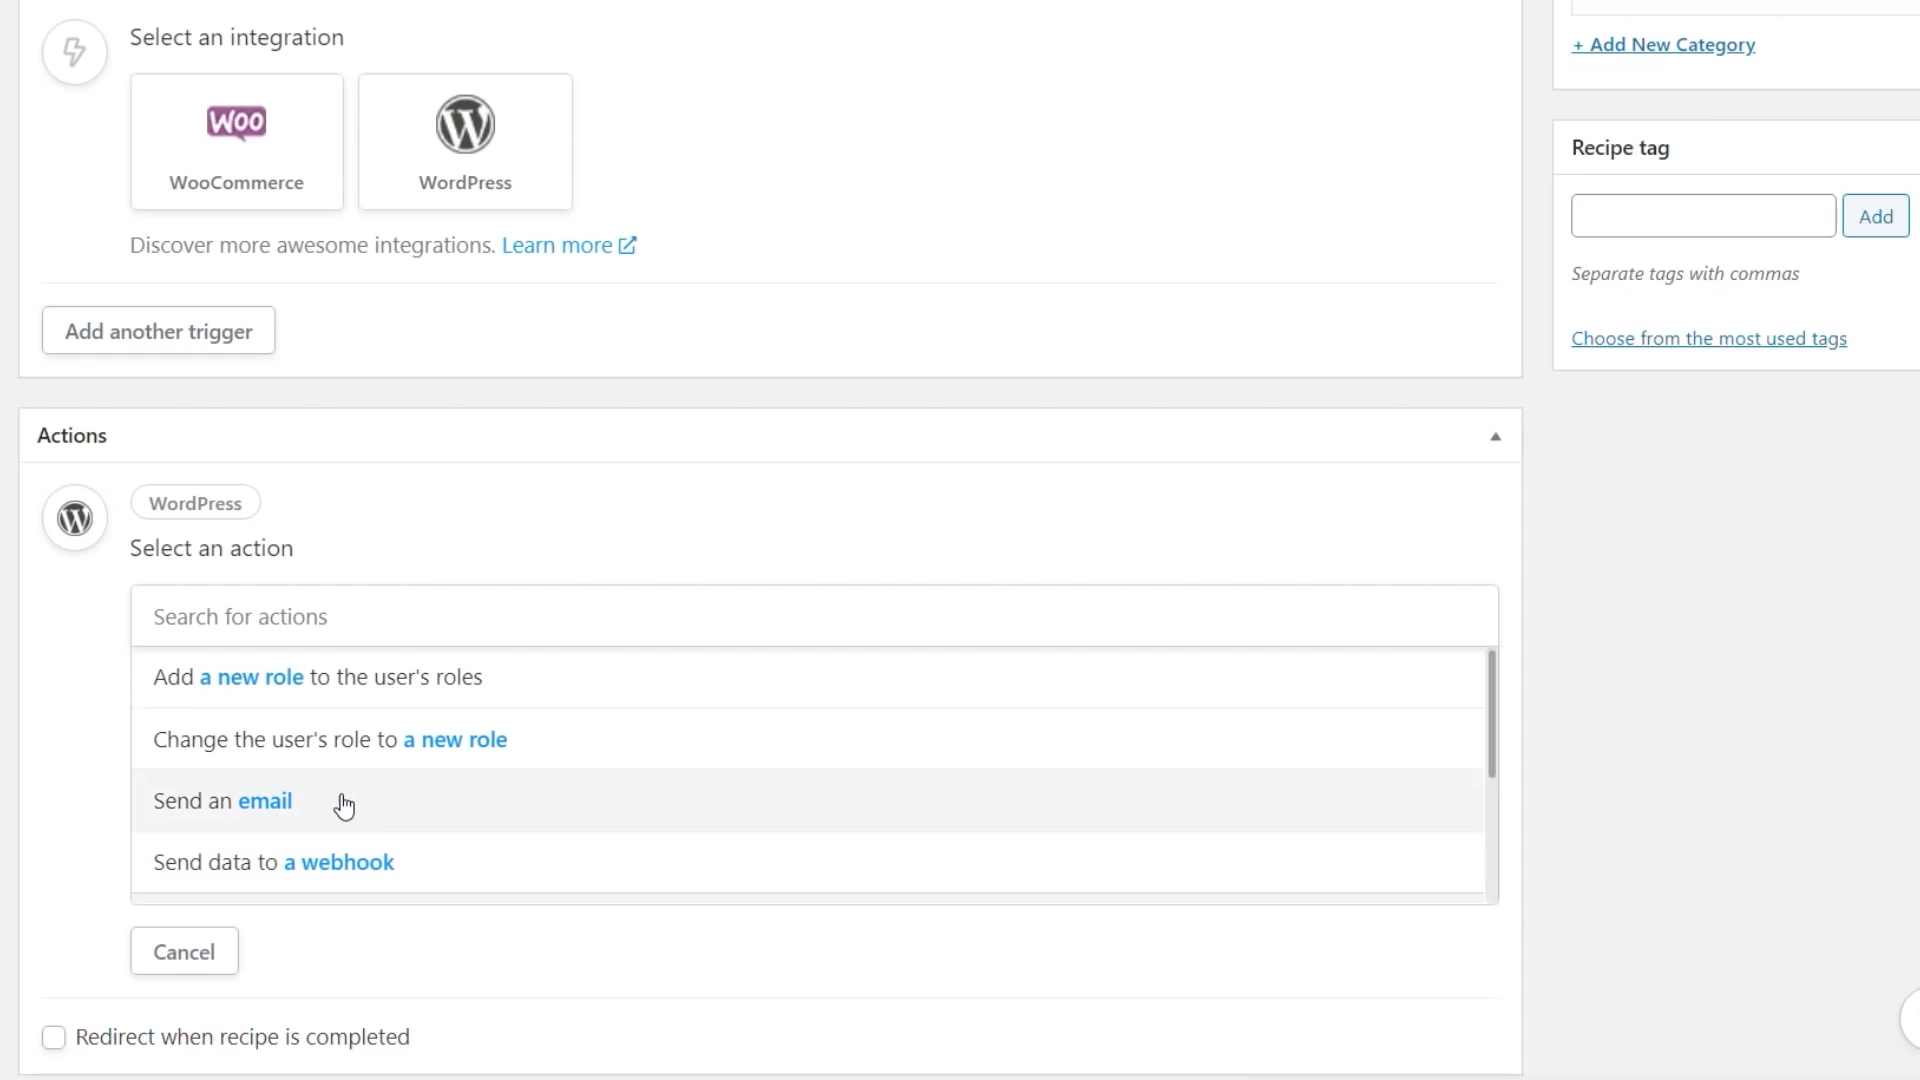 Select an integration
WOO
WooCommerce
WordPress
Discover more awesome integrations. Learn more
Add another trigger
+ Add New Category
Recipe tag
Add
Separate tags with commas
Choose from the most used tags
Actions
WordPress
Select an action
Search for actions
Add a new role to the user's roles
Change the user's role to a new role
Send an email
Send data to a webhook
Cancel
Redirect when recipe is completed